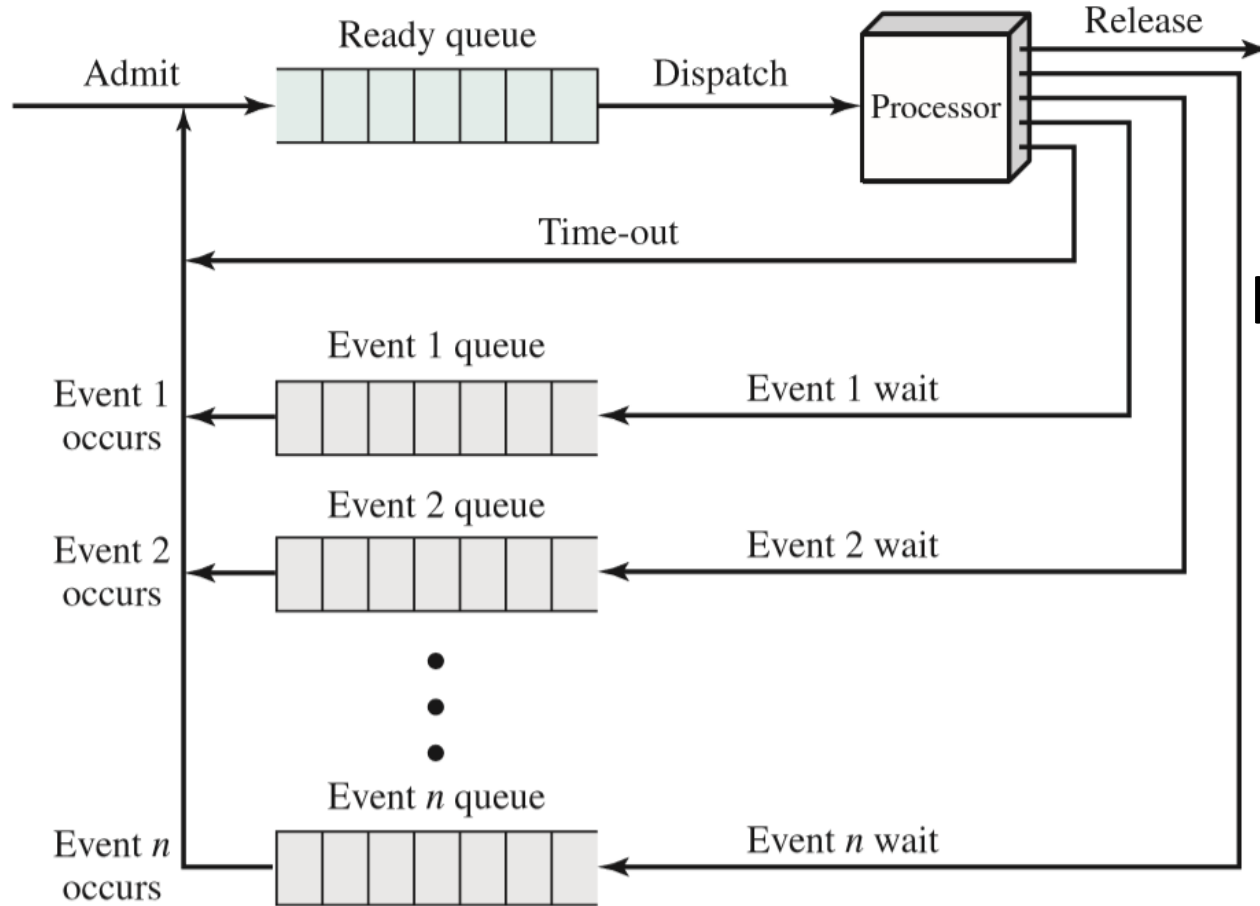 Release
Ready queue
Admit
Dispatch
Processor
Time-out
Event 1 queue
Event 1
occurs
Event 1 wait
Event 2 queue
Event 2
occurs
Event 2 wait
Event n queue
Event n
occurs
Event n wait